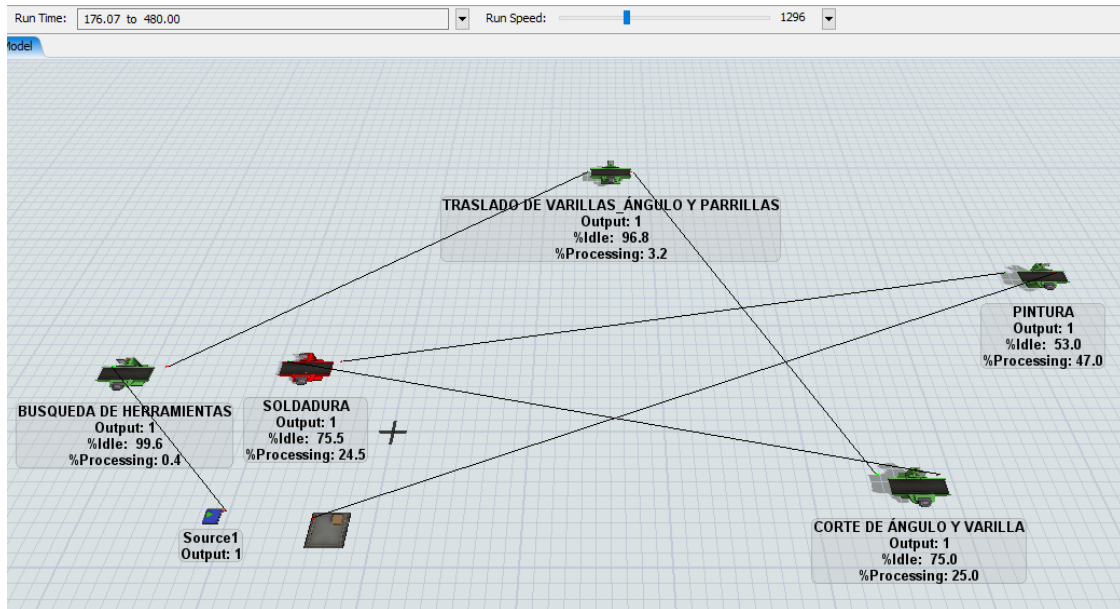 Run Time: 176.07 to 480.00 Run Speed: 1296
Model
TRASLADO DE VARILLAS_ÁNGULO Y PARRILLAS
Output: 1
%Idle: 96.8
%Processing: 3.2
PINTURA
Output: 1
%Idle: 53.0
%Processing: 47.0
BUSQUEDA DE HERRAMIENTAS
Output: 1
%Idle: 99.6
%Processing: 0.4
SOLDADURA
Output: 1
%Idle: 75.5
%Processing: 24.5
Source1
Output: 1
CORTE DE ÁNGULO Y VARILLA
Output: 1
%Idle: 75.0
%Processing: 25.0